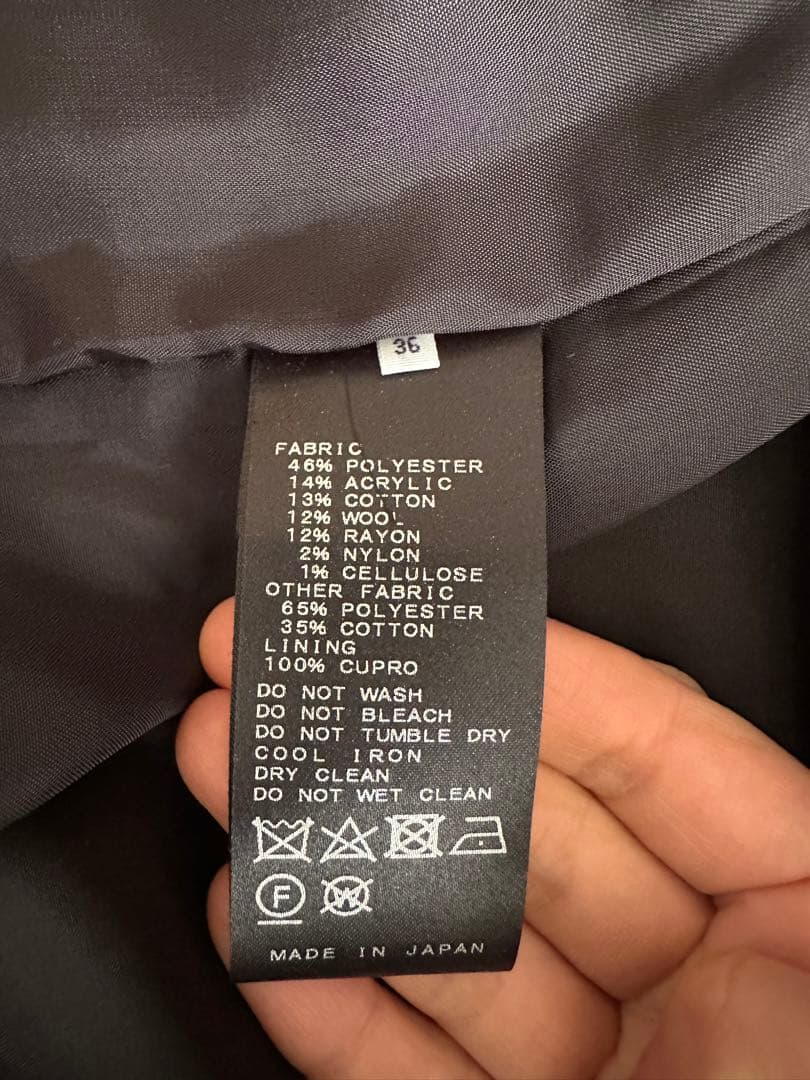 36
FABRIC
46% POLYESTER
14% ACRYLIC
13% COTTON
12% WOOL
12% RAYON
2% NYLON
1% CELLULOSE
OTHER FABRIC
65% POLYESTER
35% COTTON
LINING
100% CUPRO
DO NOT WASH
DO NOT BLEACH
DO NOT TUMBLE DRY
COOL IRON
DRY CLEAN
DO NOT WET CLEAN
F W
MADE IN JAPAN